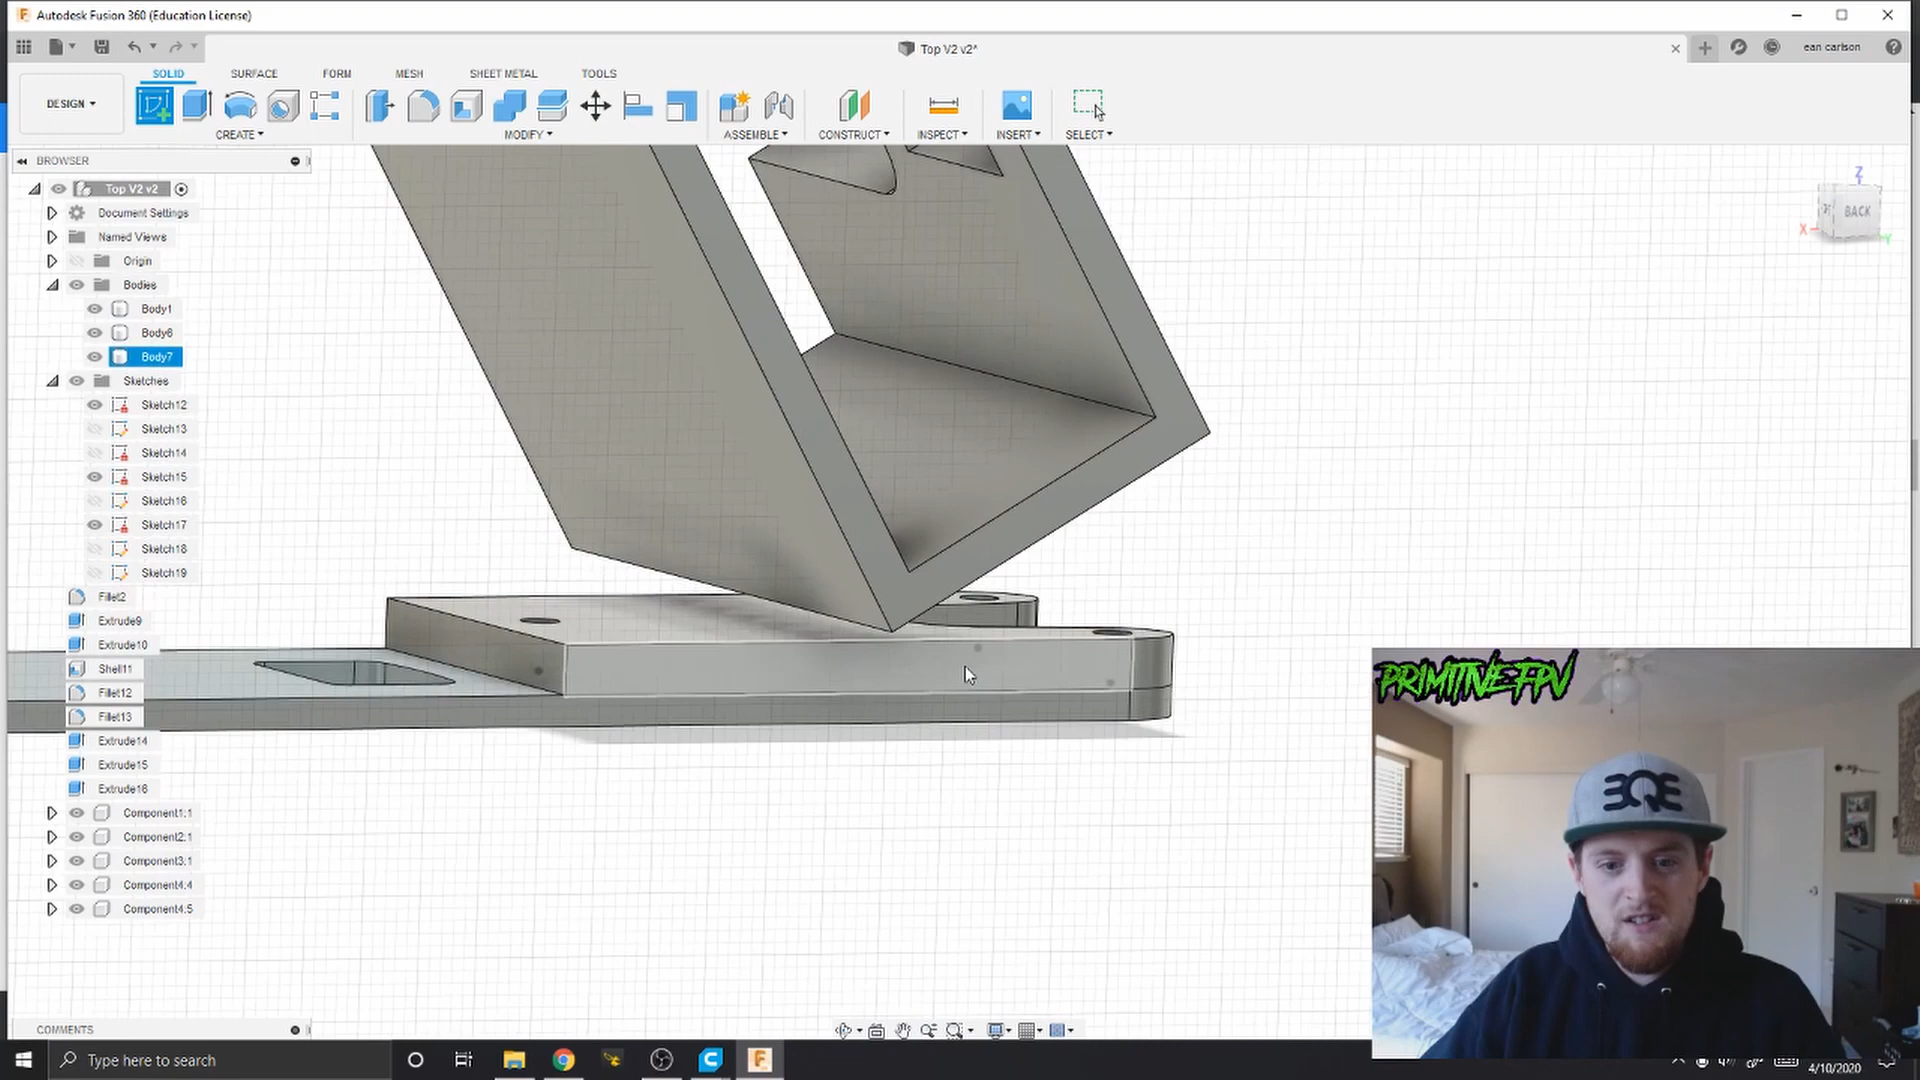 Autodesk Fusion 360 (Education License)
Top V2 v2*
ean carlson
SOLID SURFACE FORM MESH SHEET METAL TOOLS
DESIGN
CREATE MODIFY ASSEMBLE CONSTRUCT INSPECT INSERT SELECT
BROWSER
Top V2 v2
Document Settings
Named Views
Origin
Bodies
Body1
Body6
Body7
Sketches
Sketch12
Sketch13
Sketch14
Sketch15
Sketch16
Sketch17
Sketch18
Sketch19
Fillet2
Extrude9
Extrude10
Shell11
Fillet12
Fillet13
Extrude14
Extrude15
Extrude16
Component1:1
Component2:1
Component3:1
Component4:4
Component4:5
Z
BACK
X
Y
PRIMITIVE FPV
COMMENTS
Type here to search
4/10/2020